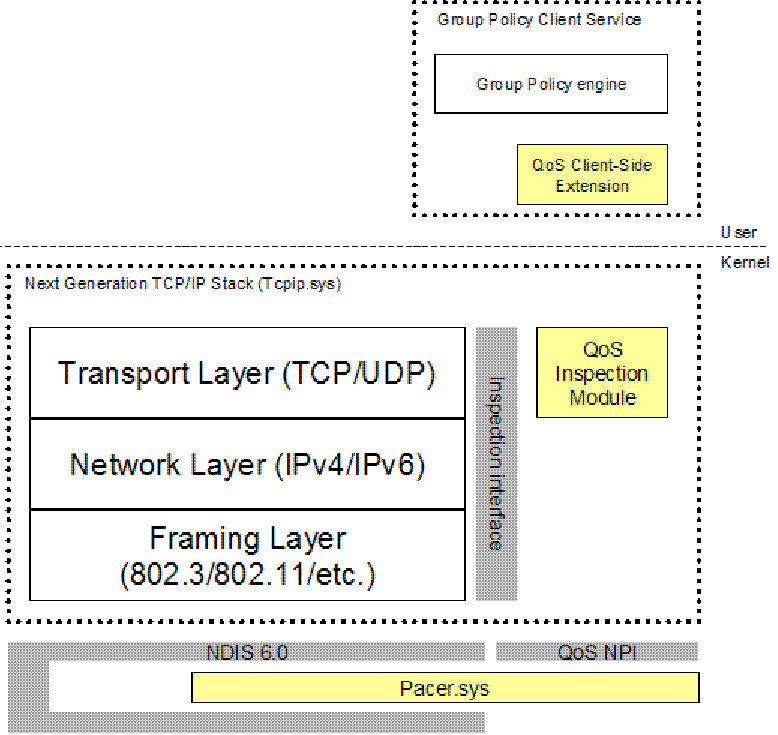 Group Policy Client Service
Group Policy engine
QoS Client-Side
Extension
User
Kernel
Next Generation TCP/IP Stack (Tcpip.sys)
Transport Layer (TCP/UDP)
Network Layer (IPv4/IPv6)
Framing Layer
(802.3/802.11/etc.)
Inspection interface
QoS
Inspection
Module
NDIS 6.0
QoS NPI
Pacer.sys